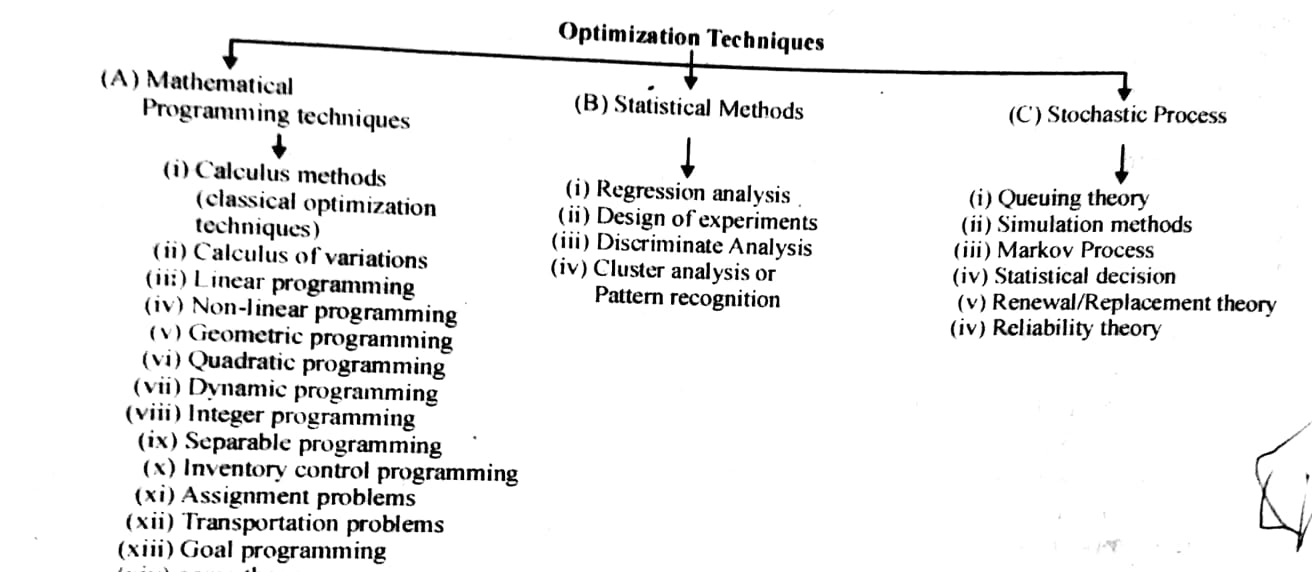 Optimization Techniques
(A) Mathematical
Programming techniques
(i) Calculus methods
(classical optimization
techniques)
(ii) Calculus of variations
(iii) Linear programming
(iv) Non-linear programming
(v) Geometric programming
(vi) Quadratic programming
(vii) Dynamic programming
(viii) Integer programming
(ix) Separable programming
(x) Inventory control programming
(xi) Assignment problems
(xii) Transportation problems
(xiii) Goal programming
(B) Statistical Methods
(i) Regression analysis
(ii) Design of experiments
(iii) Discriminate Analysis
(iv) Cluster analysis or
Pattern recognition
(C) Stochastic Process
(i) Queuing theory
(ii) Simulation methods
(iii) Markov Process
(iv) Statistical decision
(v) Renewal/Replacement theory
(iv) Reliability theory